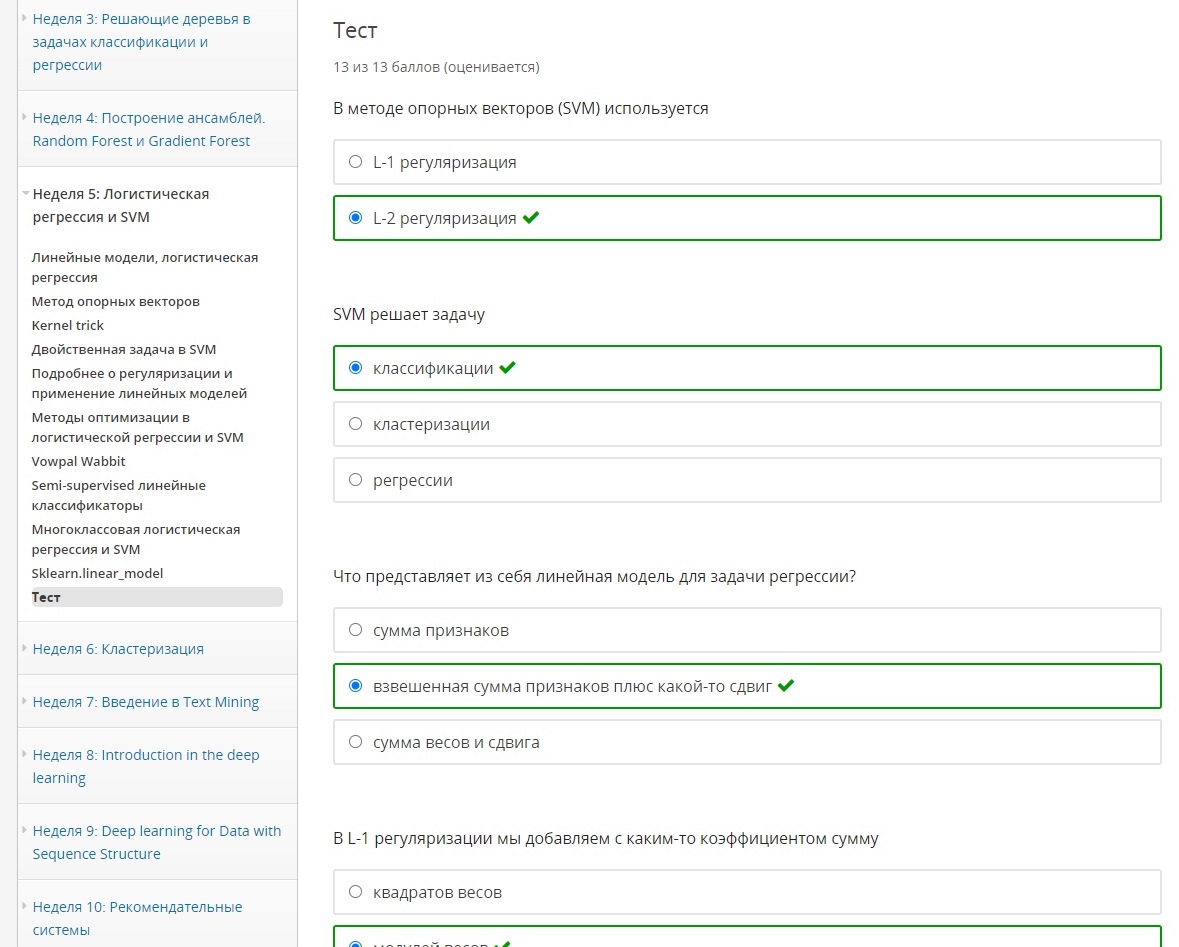 Неделя 3: Решающие деревья в
задачах классификации и
регрессии
Неделя 4: Построение ансамблей.
Random Forest и Gradient Forest
Неделя 5: Логистическая
регрессия и SVM
Линейные модели, логистическая
регрессия
Метод опорных векторов
Kernel trick
Двойственная задача в SVM
Подробнее о регуляризации и
применение линейных моделей
Методы оптимизации в
логистической регрессии и SVM
Vowpal Wabbit
Semi-supervised линейные
классификаторы
Многоклассовая логистическая
регрессия и SVM
Sklearn.linear_model
Тест
Неделя 6: Кластеризация
Неделя 7: Введение в Text Mining
Неделя 8: Introduction in the deep
learning
Неделя 9: Deep learning for Data with
Sequence Structure
Неделя 10: Рекомендательные
системы
Тест
13 из 13 баллов (оценивается)
В методе опорных векторов (SVM) используется
L-1 регуляризация
L-2 регуляризация
SVM решает задачу
классификации
кластеризации
регрессии
Что представляет из себя линейная модель для задачи регрессии?
сумма признаков
взвешенная сумма признаков плюс какой-то сдвиг
сумма весов и сдвига
В L-1 регуляризации мы добавляем с каким-то коэффициентом сумму
квадратов весов
модулей весов